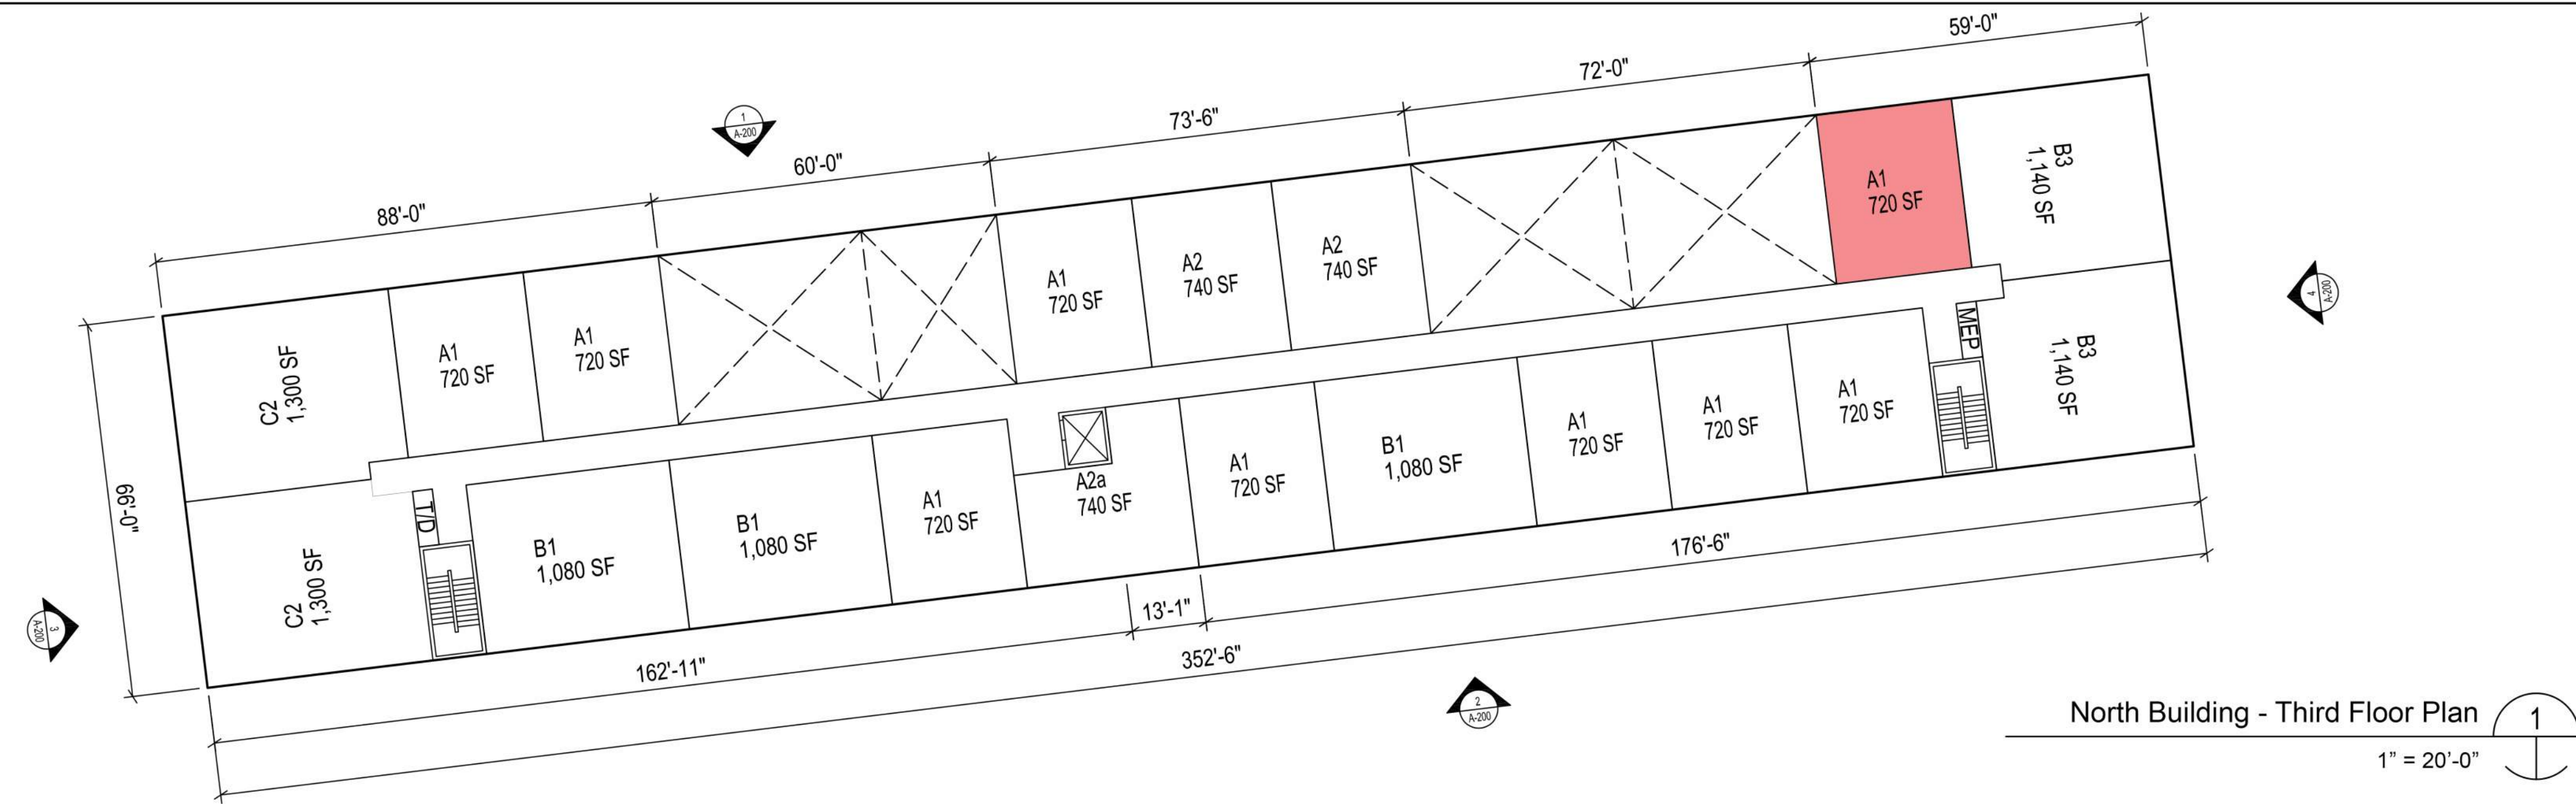 59'-0"
72'-0"
73'-6"
60'-0"
88'-0"
66'-0"
1
A-200
C2
1,300 SF
A1
720 SF
A1
720 SF
A1
720 SF
A2
740 SF
A2
740 SF
A1
720 SF
B3
1,140 SF
4
A-200
C2
1,300 SF
T/D
B1
1,080 SF
B1
1,080 SF
A1
720 SF
A2a
740 SF
A1
720 SF
B1
1,080 SF
A1
720 SF
A1
720 SF
A1
720 SF
MEP
B3
1,140 SF
3
A-200
162'-11"
13'-1"
176'-6"
352'-6"
2
A-200
North Building - Third Floor Plan
1
1” = 20’-0”